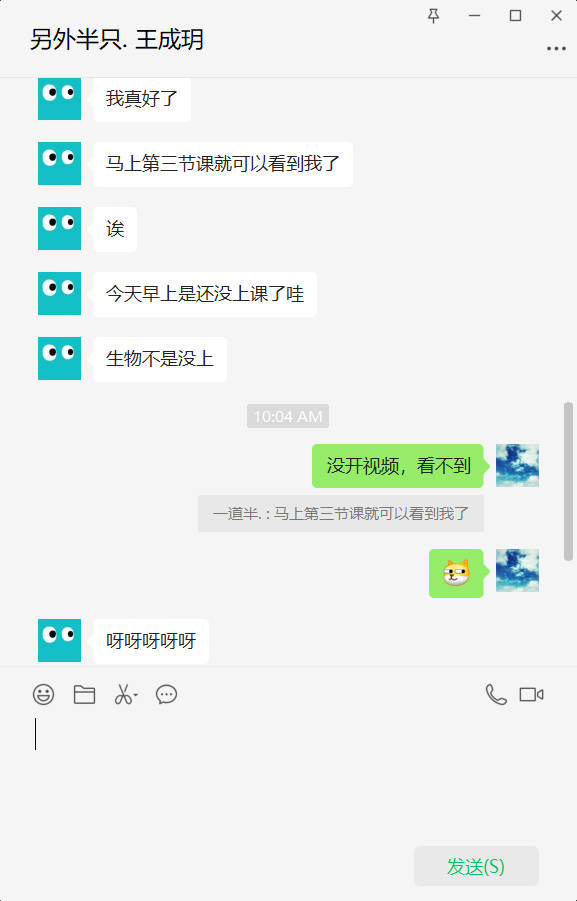 另外半只. 王成玥
我真好了
马上第三节课就可以看到我了
诶
今天早上是还没上课了哇
生物不是没上
10:04 AM
没开视频，看不到
一道半. : 马上第三节课就可以看到我了
呀呀呀呀呀
发送(S)